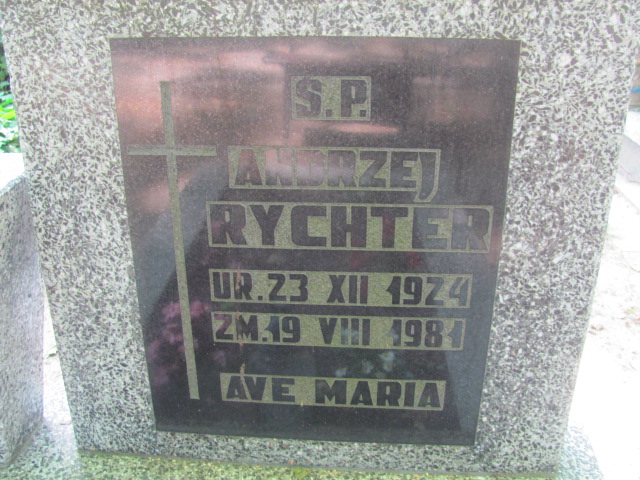 S.P.
ANDRZEJ
RYCHTER
UR. 23 XII 1924
ZM. 19 VIII 1981
AVE MARIA